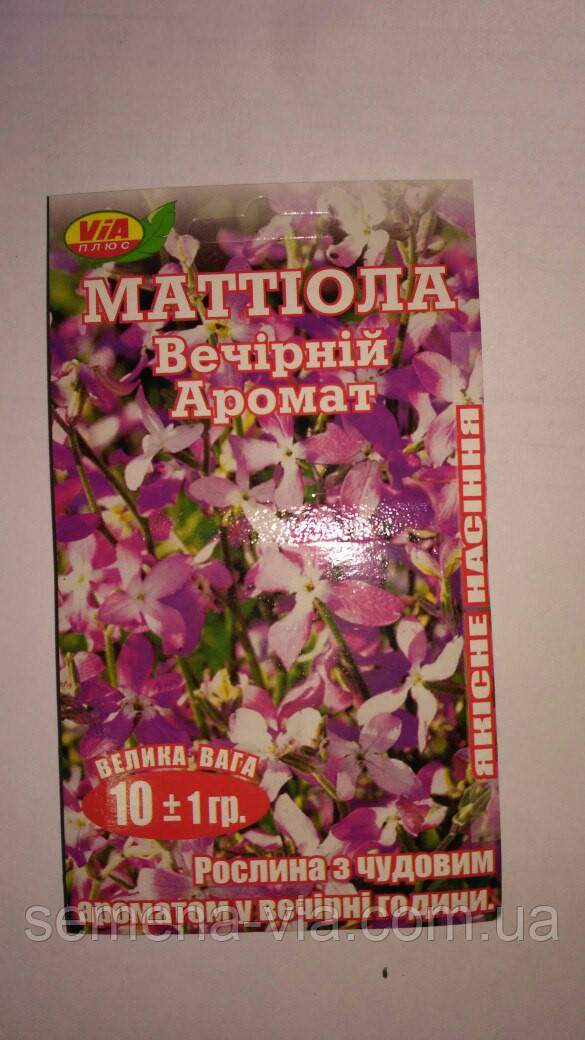 ViA
ПЛЮС
МАТТІОЛА
Вечірній
Аромат
ЯКІСНЕ НАСІННЯ
ВЕЛИКА ВАГА
10 ± 1 гр.
Рослина з чудовим
ароматом у вечірні години.
semena-via.com.ua